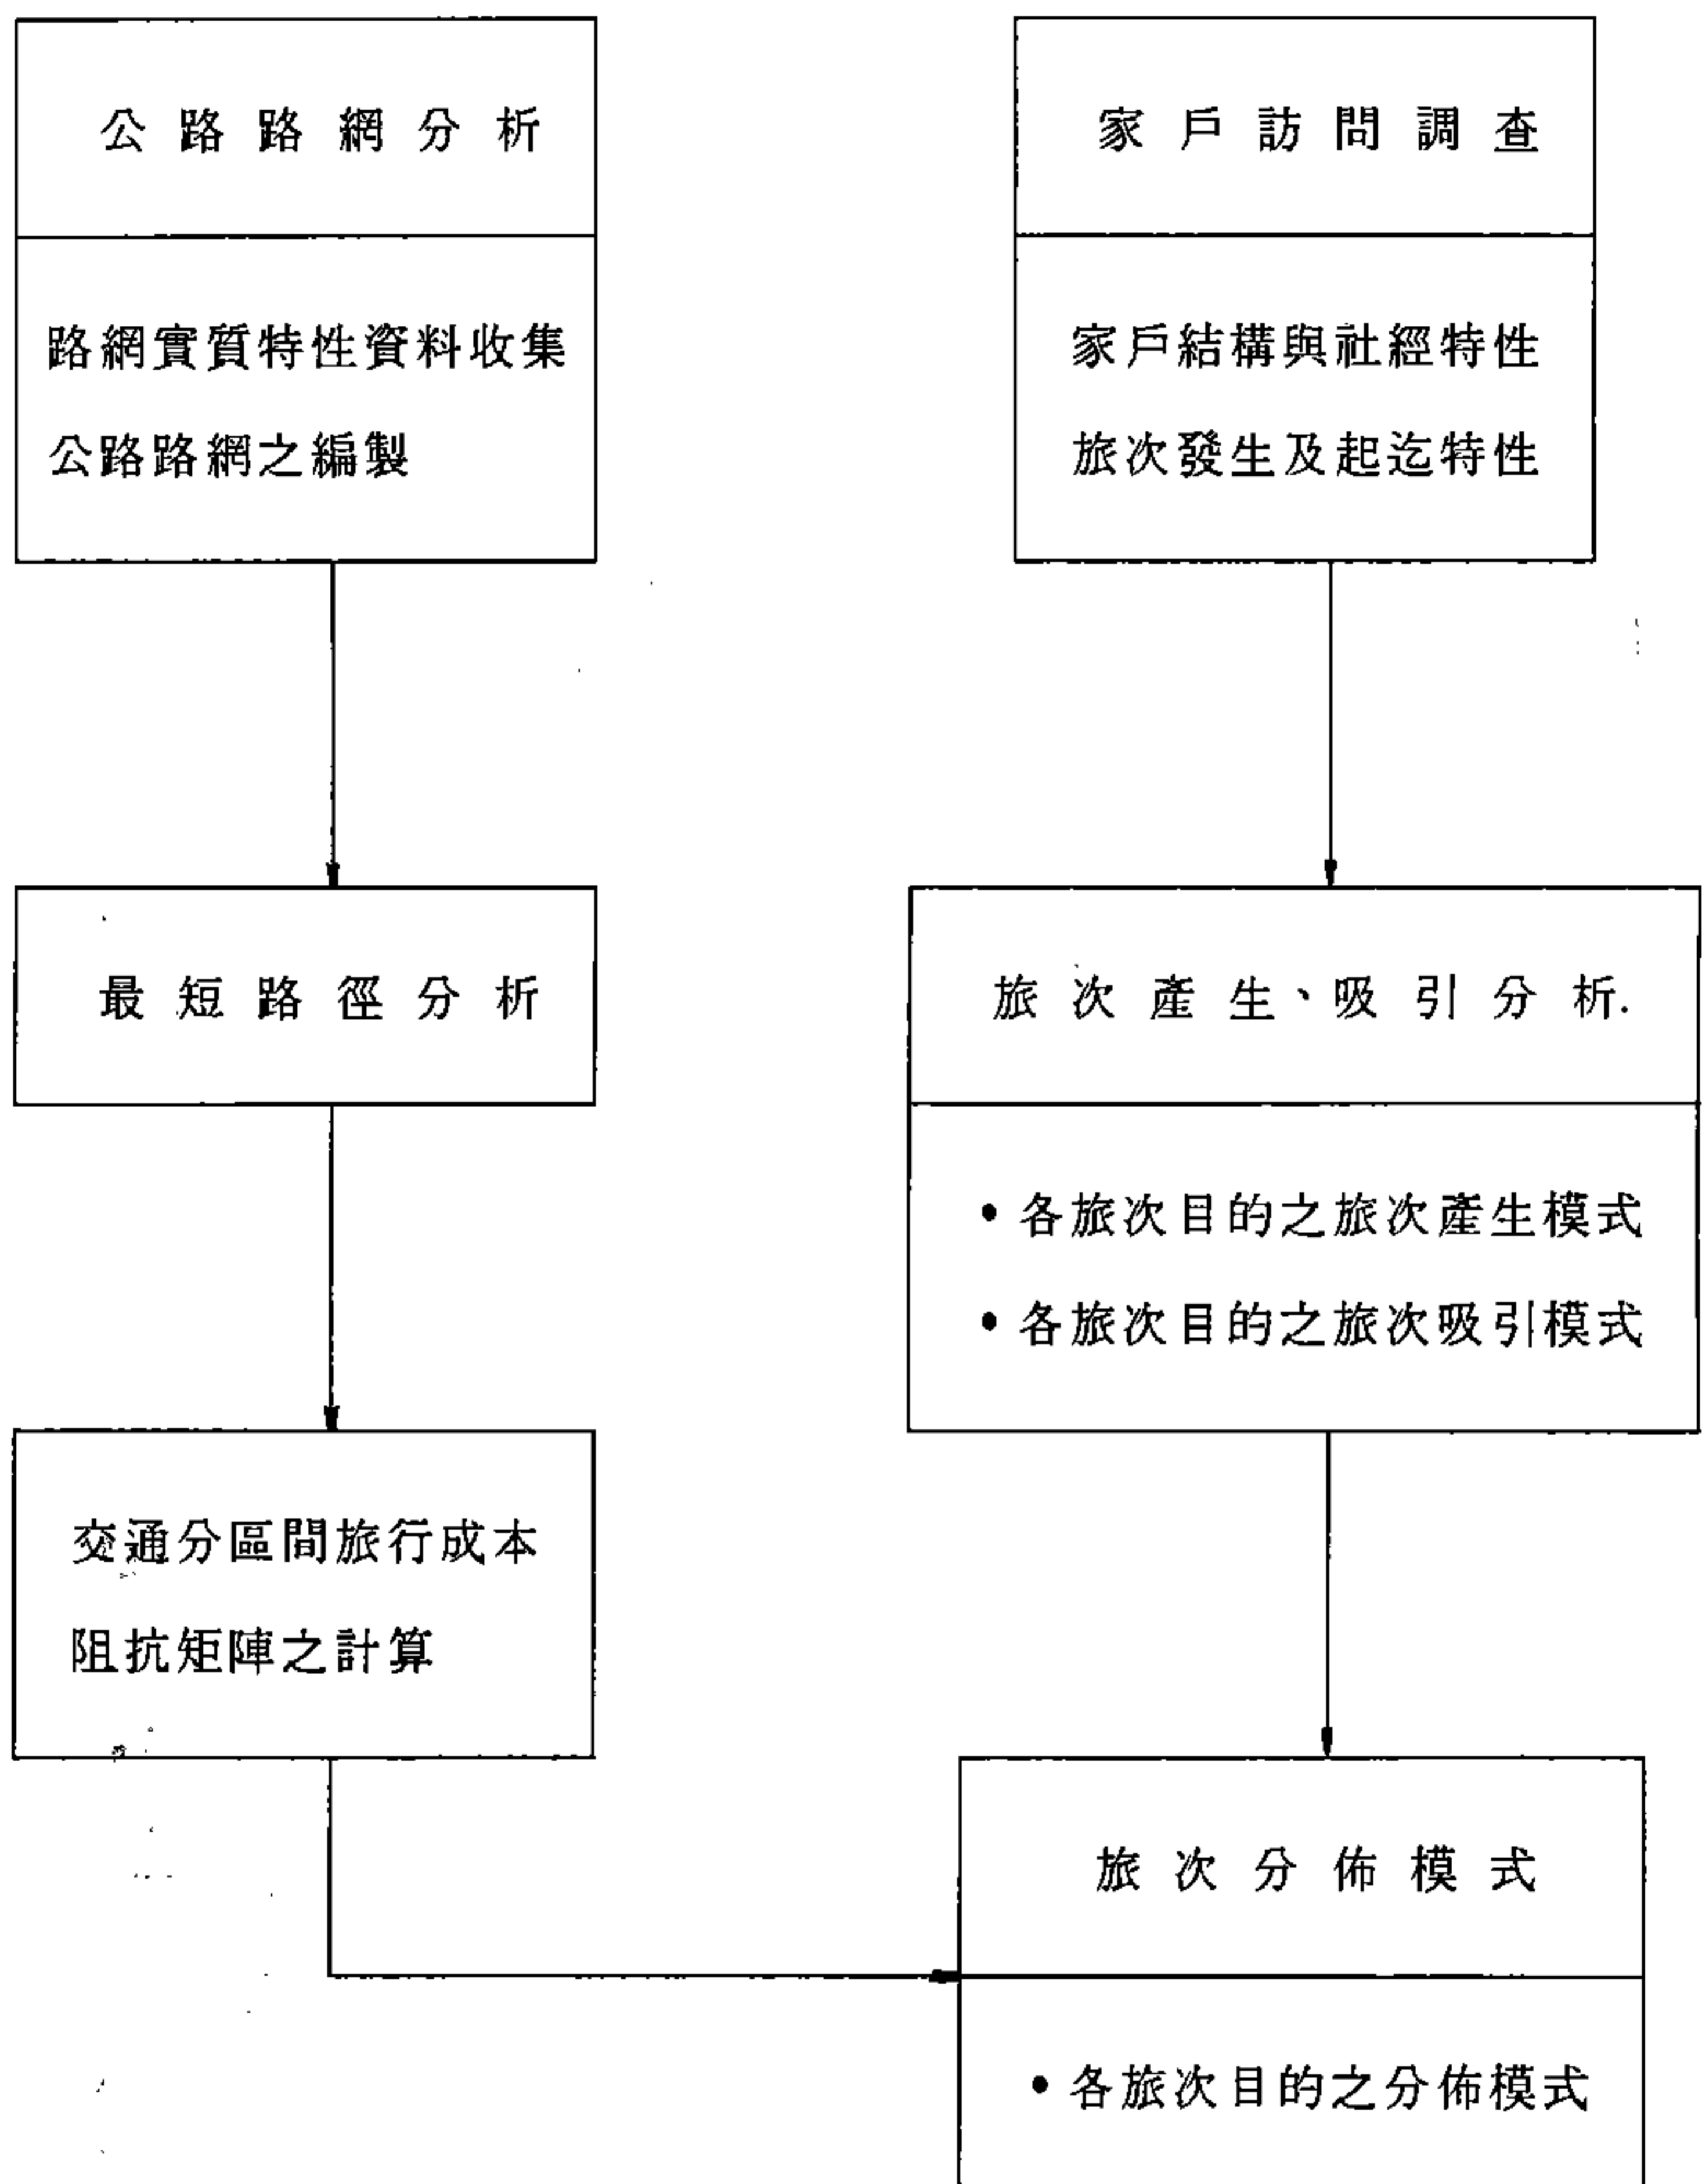 公路路網分析
路網實質特性資料收集
公路路網之編製
最短路徑分析
交通分區間旅行成本
阻抗矩陣之計算
家戶訪問調查
家戶結構與社經特性
旅次發生及起迄特性
旅次產生、吸引分析
• 各旅次目的之旅次產生模式
• 各旅次目的之旅次吸引模式
旅次分佈模式
• 各旅次目的之分佈模式